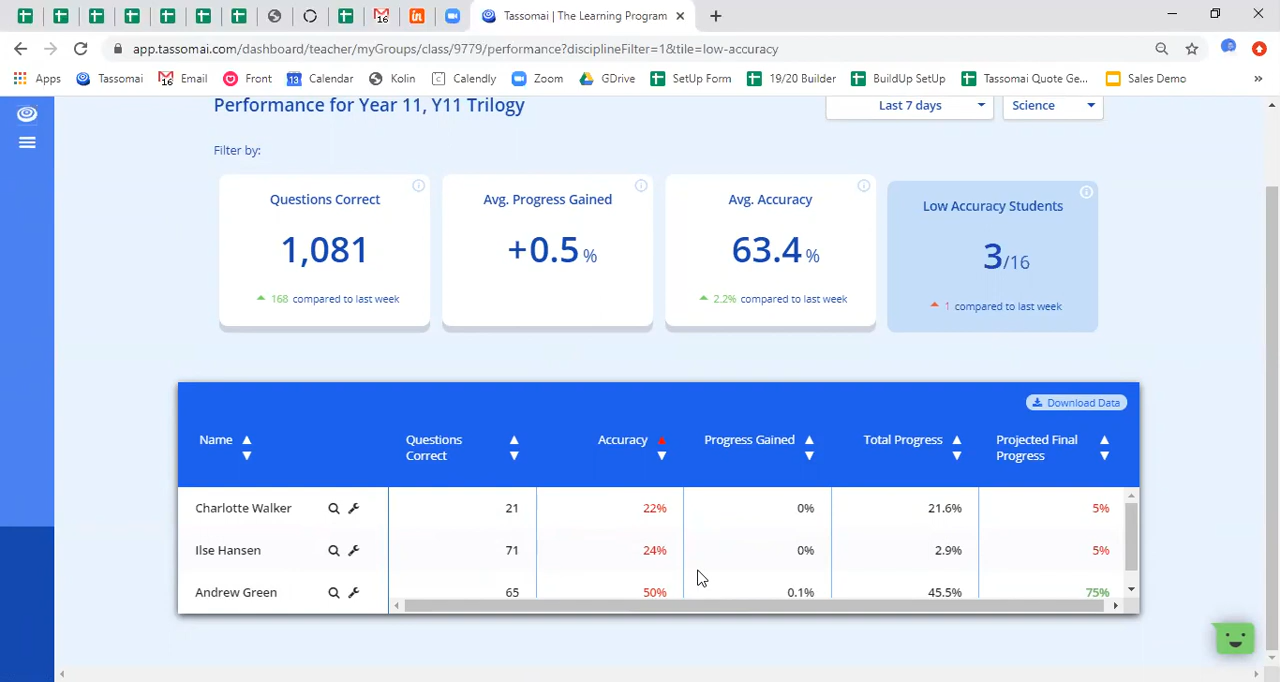 16
Tassomai | The Learning Program
app.tassomai.com/dashboard/teacher/myGroups/class/9779/performance?disciplineFilter=1&tile=low-accuracy
Apps Tassomai Email Front Calendar Kolin Calendly Zoom GDrive SetUp Form 19/20 Builder BuildUp SetUp Tassomai Quote Ge... Sales Demo »
Performance for Year 11, Y11 Trilogy
Last 7 days
Science
Filter by:
Questions Correct
1,081
168 compared to last week
Avg. Progress Gained
+0.5 %
Avg. Accuracy
63.4 %
2.2% compared to last week
Low Accuracy Students
3/16
1 compared to last week
Download Data
Name Questions Correct Accuracy Progress Gained Total Progress Projected Final Progress
Charlotte Walker 21 22% 0% 21.6% 5%
Ilse Hansen 71 24% 0% 2.9% 5%
Andrew Green 65 50% 0.1% 45.5% 75%